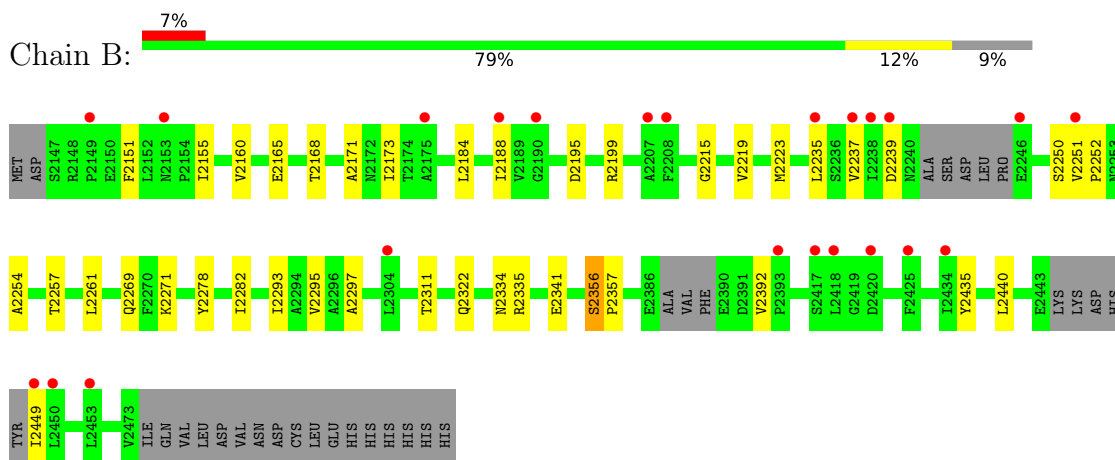 7%
Chain B:
79% 12% 9%
MET ASP S2147 R2148 P2149 E2150 F2151 L2152 N2153 P2154 I2155 V2160 E2165 T2168 A2171 N2172 I2173 T2174 A2175 L2184 I2188 V2189 G2190 D2195 R2199 A2207 F2208 G2215 V2219 M2223 L2235 S2236 V2237 I2238 D2239 N2240 ALA SER ASP LEU PRO E2246 S2250 V2251 P2252 N2253
A2254 T2257 L2261 Q2269 F2270 K2271 Y2278 I2282 I2293 A2294 V2295 A2296 A2297 L2304 T2311 Q2322 N2334 R2335 E2341 S2356 P2357 E2386 ALA VAL PHE E2390 D2391 V2392 P2393 S2417 L2418 G2419 D2420 F2425 I2434 Y2435 L2440 E2443 LYS LYS ASP HIS
TYR I2449 L2450 L2453 V2473 ILE GLN VAL LEU ASP VAL ASN ASP CYS LEU GLU HIS HIS HIS HIS HIS HIS